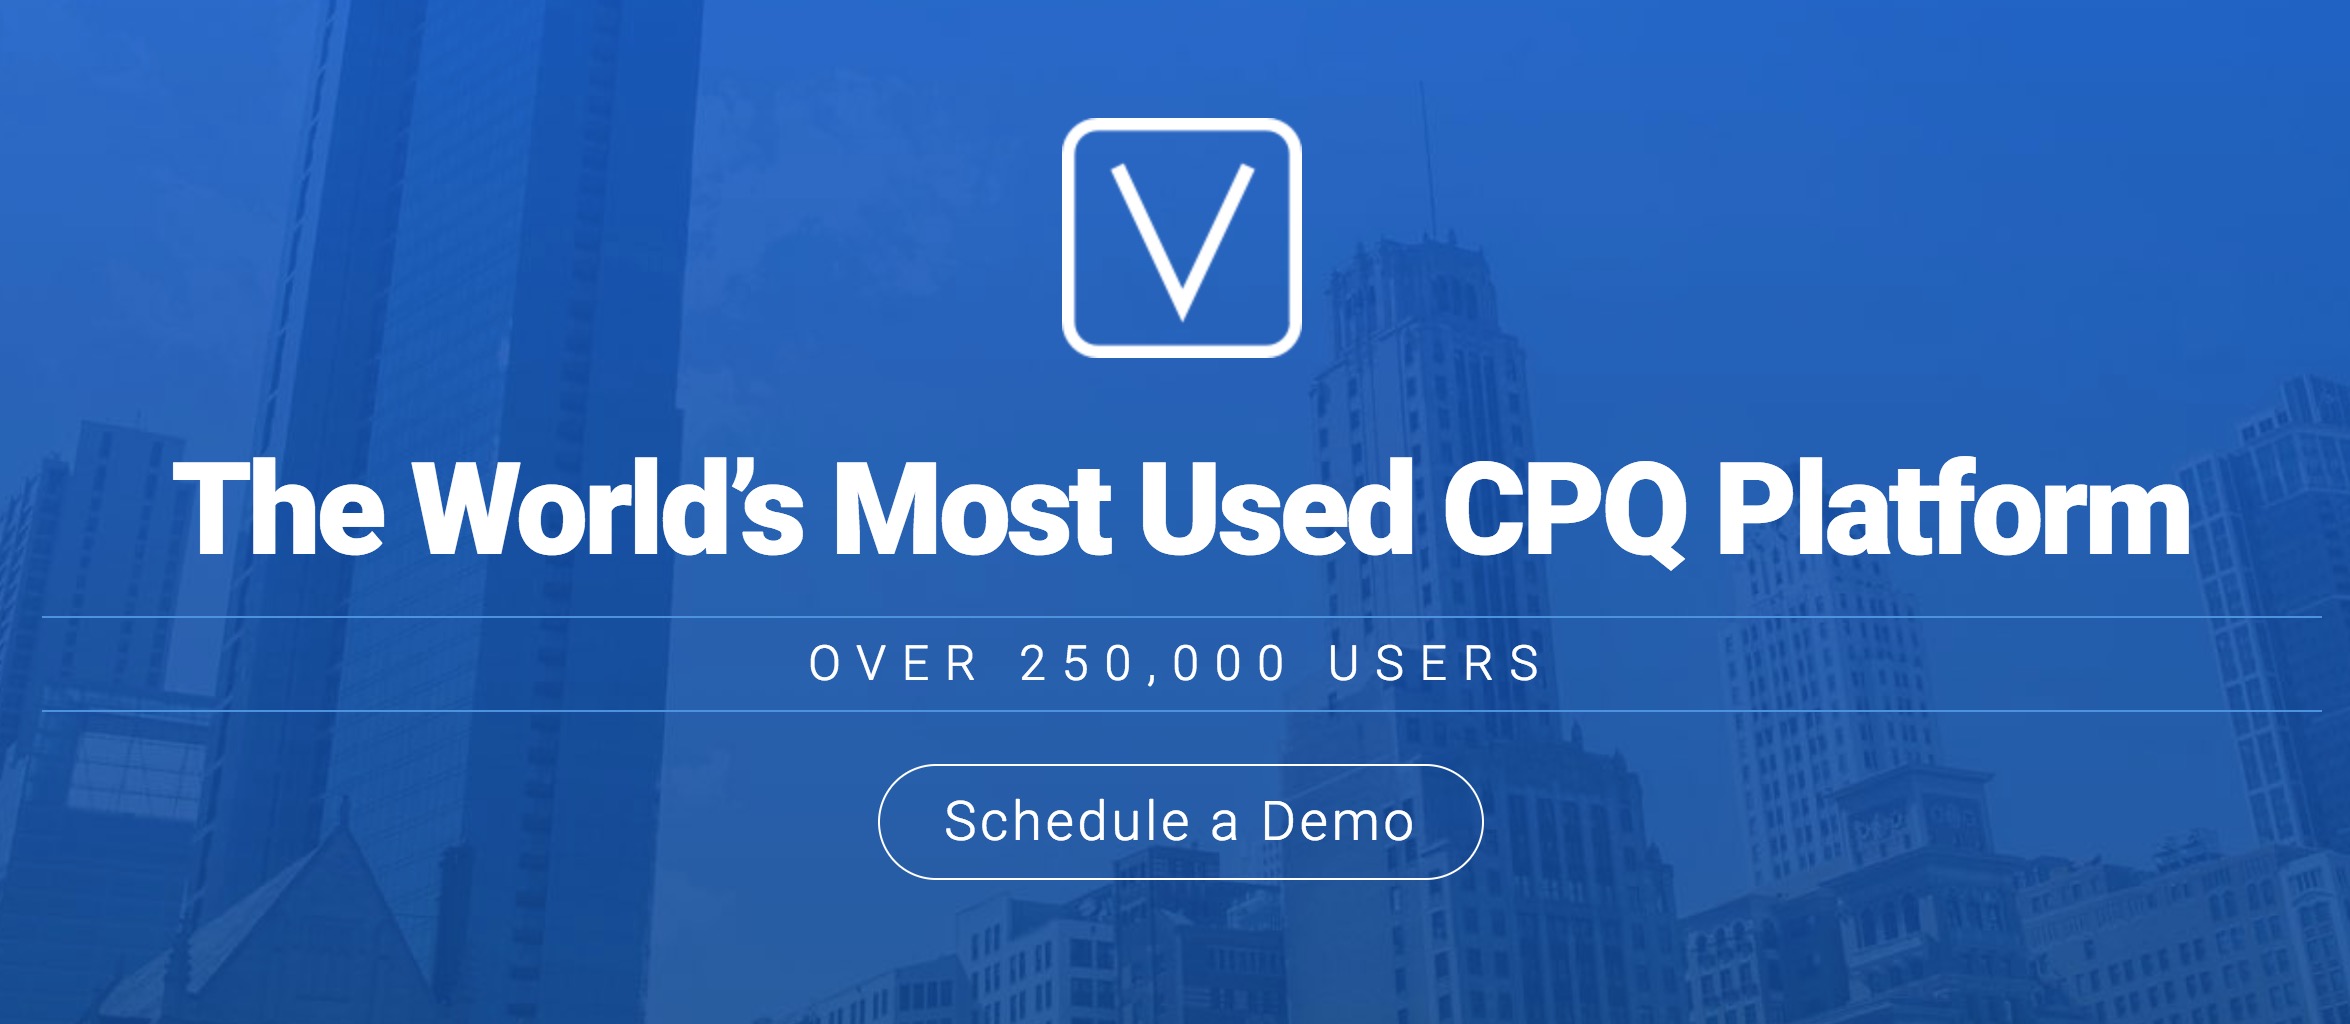 V
The World’s Most Used CPQ Platform
OVER 250,000 USERS
Schedule a Demo